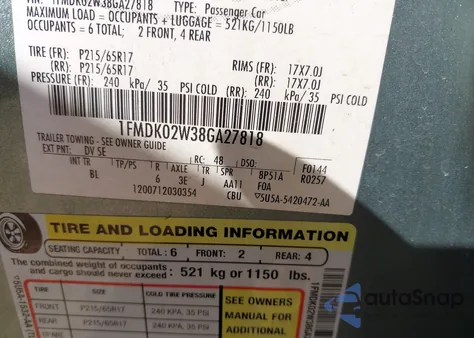 VIN: 1FMDK02W38GA27818 TYPE: Passenger Car
MAXIMUM LOAD = OCCUPANTS + LUGGAGE = 521KG/1150LB
OCCUPANTS = 6 TOTAL; 2 FRONT, 4 REAR
TIRE (FR): P215/65R17 RIMS (FR): 17X7.0J
(RR): P215/65R17 (RR): 17X7.0J
PRESSURE (FR): 240 kPa/ 35 PSI COLD (RR): 240 kPa/ 35 PSI COLD
1FMDK02W38GA27818
TRAILER TOWING - SEE OWNER GUIDE
EXT PNT: DV SE RC: 48 DSO: F0144
INT TR TP/PS R AXLE TR SPR BP51A R0257
BL 6 3E J AA11 F0A
1200712030354 CBU 5U5A-5420472-AA
TIRE AND LOADING INFORMATION
SEATING CAPACITY TOTAL: 6 FRONT: 2 REAR: 4
The combined weight of occupants
and cargo should never exceed: 521 kg or 1150 lbs.
TIRE SIZE COLD TIRE PRESSURE SEE OWNERS
FRONT P215/65R17 240 KPA, 35 PSI MANUAL FOR
REAR P215/65R17 240 KPA, 35 PSI ADDITIONAL
autoSnap